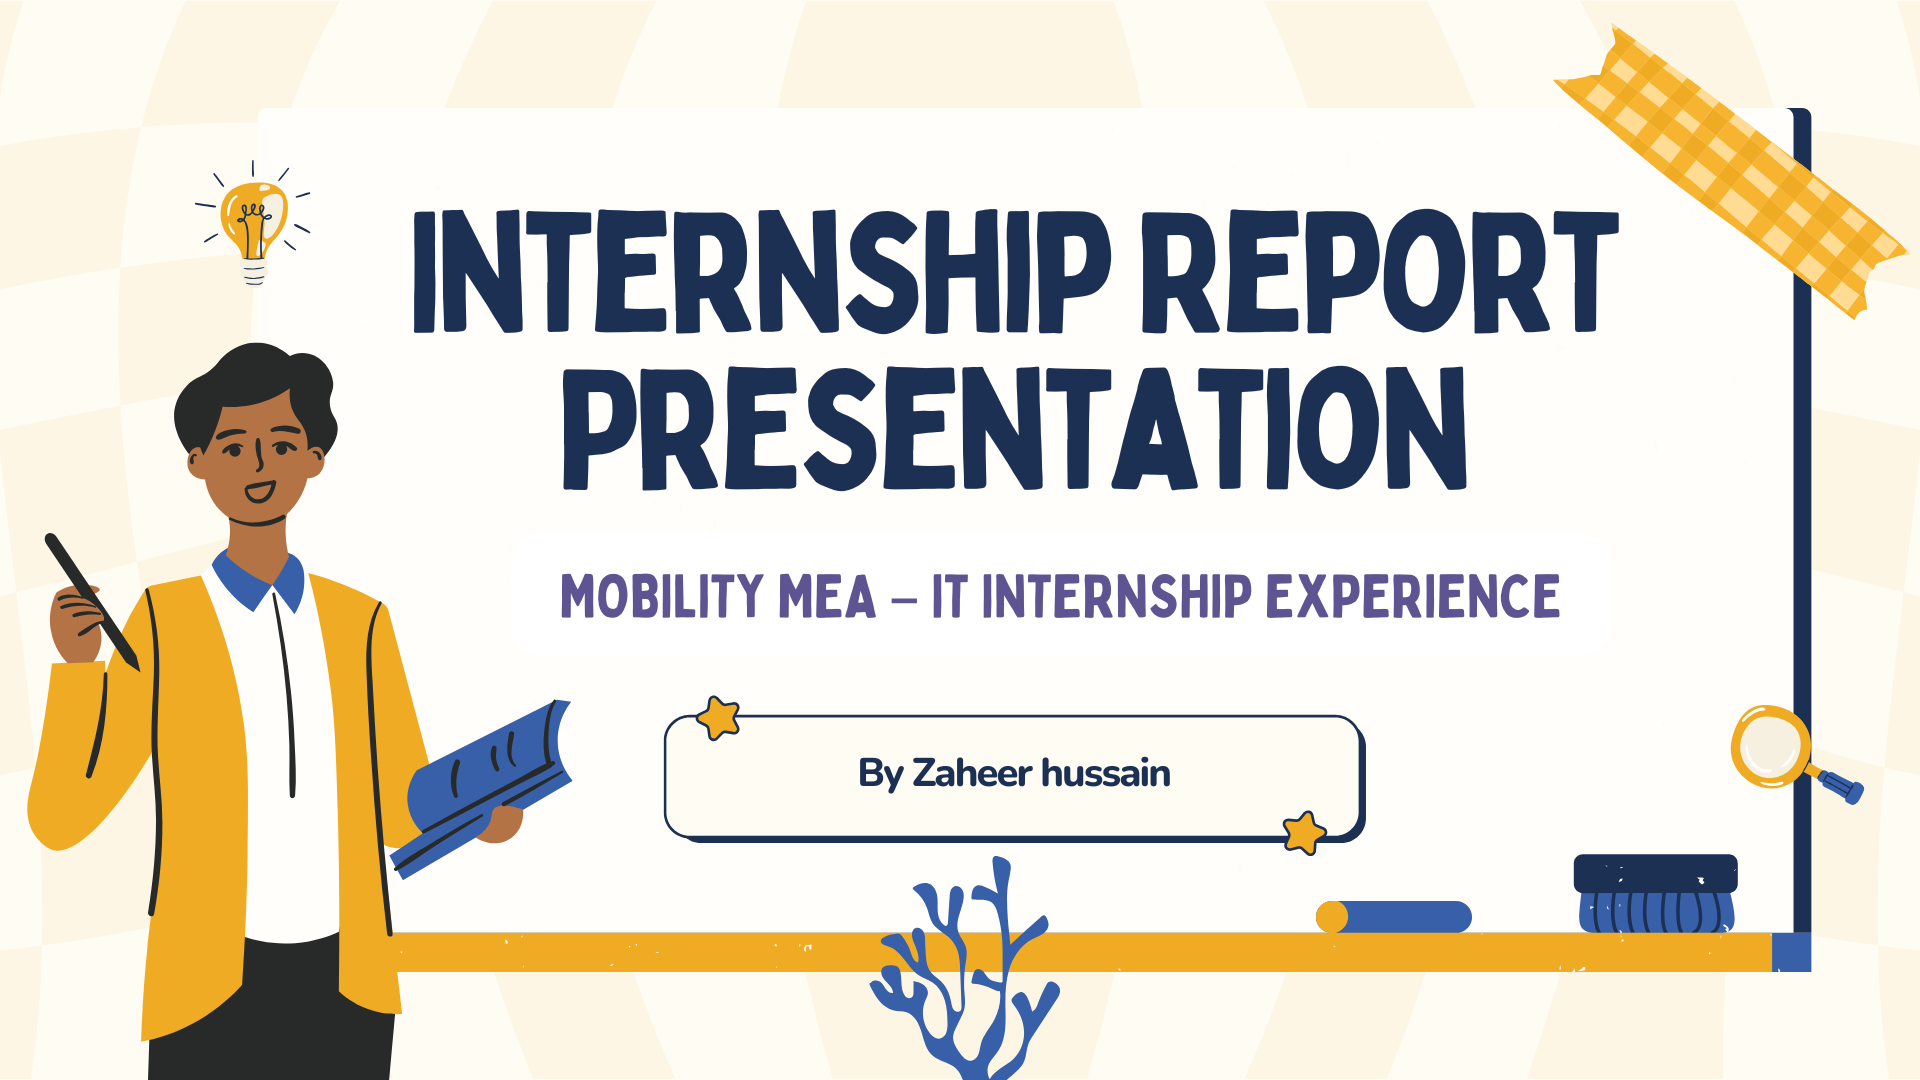 INTERNSHIP REPORT
PRESENTATION
MOBILITY MEA – IT INTERNSHIP EXPERIENCE
By Zaheer hussain